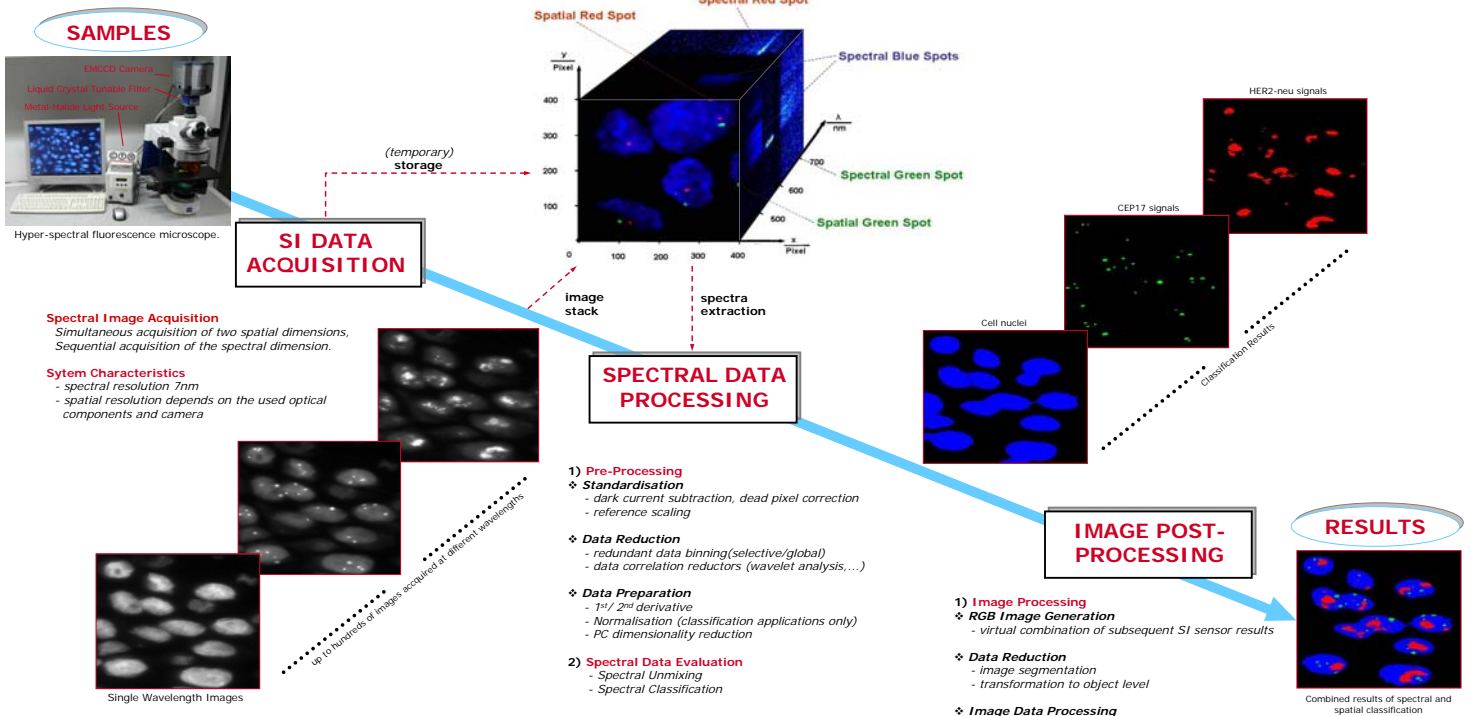 SAMPLES
EMCCD Camera
Liquid Crystal Tunable Filter
Metal-Halide Light Source
Hyper-spectral fluorescence microscope.
(temporary)
storage
SI DATA
ACQUISITION
Spectral Image Acquisition
Simultaneous acquisition of two spatial dimensions,
Sequential acquisition of the spectral dimension.
Sytem Characteristics
- spectral resolution 7nm
- spatial resolution depends on the used optical
components and camera
up to hundreds of images accquired at different wavelengths
Single Wavelength Images
Spatial Red Spot
Spectral Red Spot
Spectral Blue Spots
Spectral Green Spot
Spatial Green Spot
y
Pixel
400
300
200
100
0
100 200 300 400
x
Pixel
λ
nm
700
600
500
image
stack
spectra
extraction
SPECTRAL DATA
PROCESSING
1) Pre-Processing
❖ Standardisation
- dark current subtraction, dead pixel correction
- reference scaling
❖ Data Reduction
- redundant data binning(selective/global)
- data correlation reductors (wavelet analysis,...)
❖ Data Preparation
- 1st/ 2nd derivative
- Normalisation (classification applications only)
- PC dimensionality reduction
2) Spectral Data Evaluation
- Spectral Unmixing
- Spectral Classification
HER2-neu signals
CEP17 signals
Cell nuclei
Classification Results
IMAGE POST-
PROCESSING
1) Image Processing
❖ RGB Image Generation
- virtual combination of subsequent SI sensor results
❖ Data Reduction
- image segmentation
- transformation to object level
❖ Image Data Processing
RESULTS
Combined results of spectral and
spatial classification